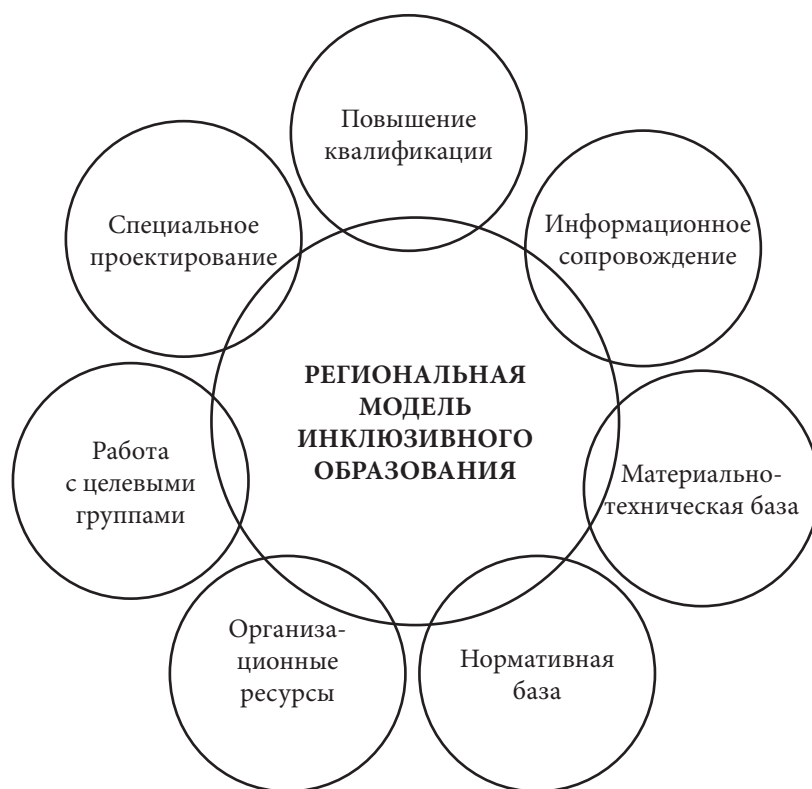 Повышение
квалификации
Информационное
сопровождение
Материально-
техническая база
Нормативная
база
Организа-
ционные
ресурсы
Работа
с целевыми
группами
Специальное
проектирование
РЕГИОНАЛЬНАЯ
МОДЕЛЬ
ИНКЛЮЗИВНОГО
ОБРАЗОВАНИЯ